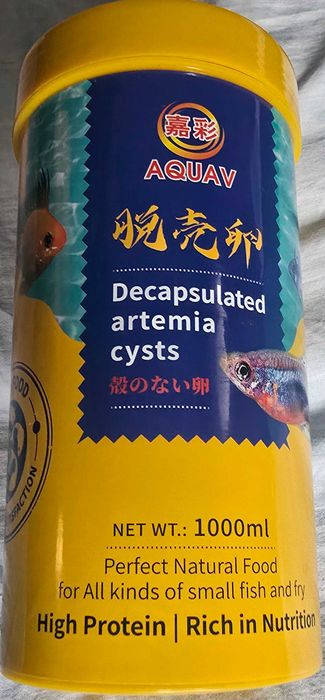 嘉彩
AQUAV
脱壳卵
Decapsulated
artemia
cysts
殻のない卵
NET WT.: 1000ml
Perfect Natural Food
for All kinds of small fish and fry
High Protein | Rich in Nutrition